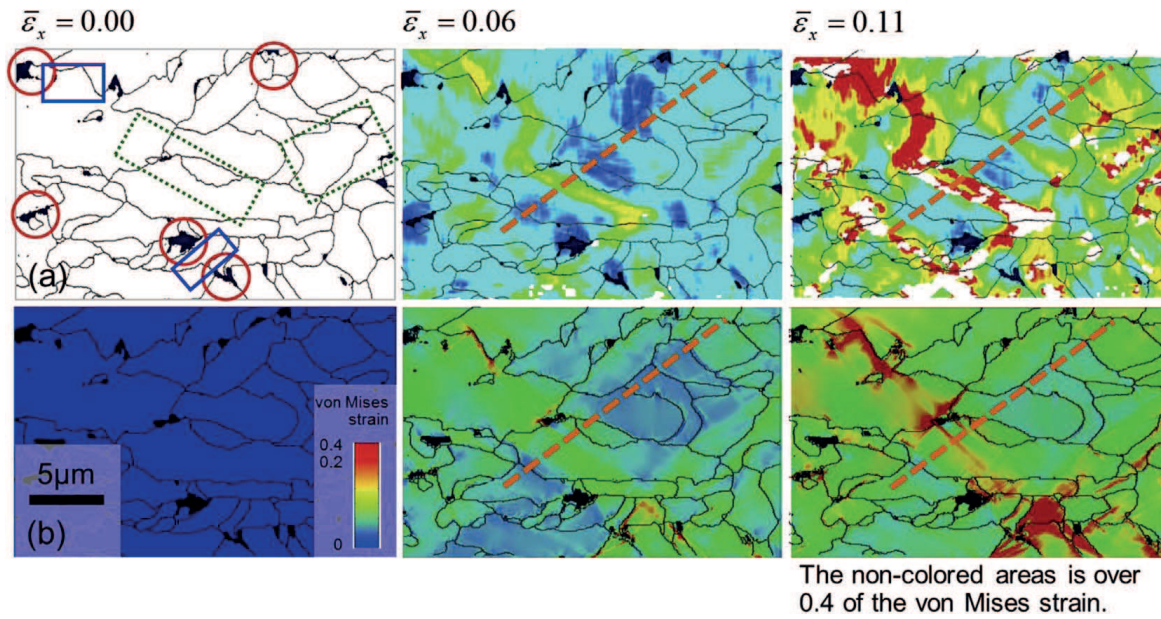 ε̅ₓ = 0.00
ε̅ₓ = 0.06
ε̅ₓ = 0.11
(a)
von Mises
strain
0.4
0.2
0
5μm
(b)
The non-colored areas is over
0.4 of the von Mises strain.